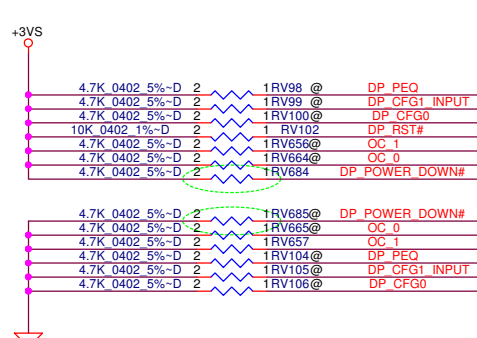 +3VS
4.7K_0402_5%~D 2 1 RV98 @ DP_PEQ
4.7K_0402_5%~D 2 1 RV99 @ DP_CFG1_INPUT
4.7K_0402_5%~D 2 1 RV100@ DP_CFG0
10K_0402_1%~D 2 1 RV102 DP_RST#
4.7K_0402_5%~D 2 1 RV656@ OC_1
4.7K_0402_5%~D 2 1 RV664@ OC_0
4.7K_0402_5%~D 2 1 RV684 DP_POWER_DOWN#
4.7K_0402_5%~D 2 1 RV685@ DP_POWER_DOWN#
4.7K_0402_5%~D 2 1 RV665@ OC_0
4.7K_0402_5%~D 2 1 RV657 OC_1
4.7K_0402_5%~D 2 1 RV104@ DP_PEQ
4.7K_0402_5%~D 2 1 RV105@ DP_CFG1_INPUT
4.7K_0402_5%~D 2 1 RV106@ DP_CFG0